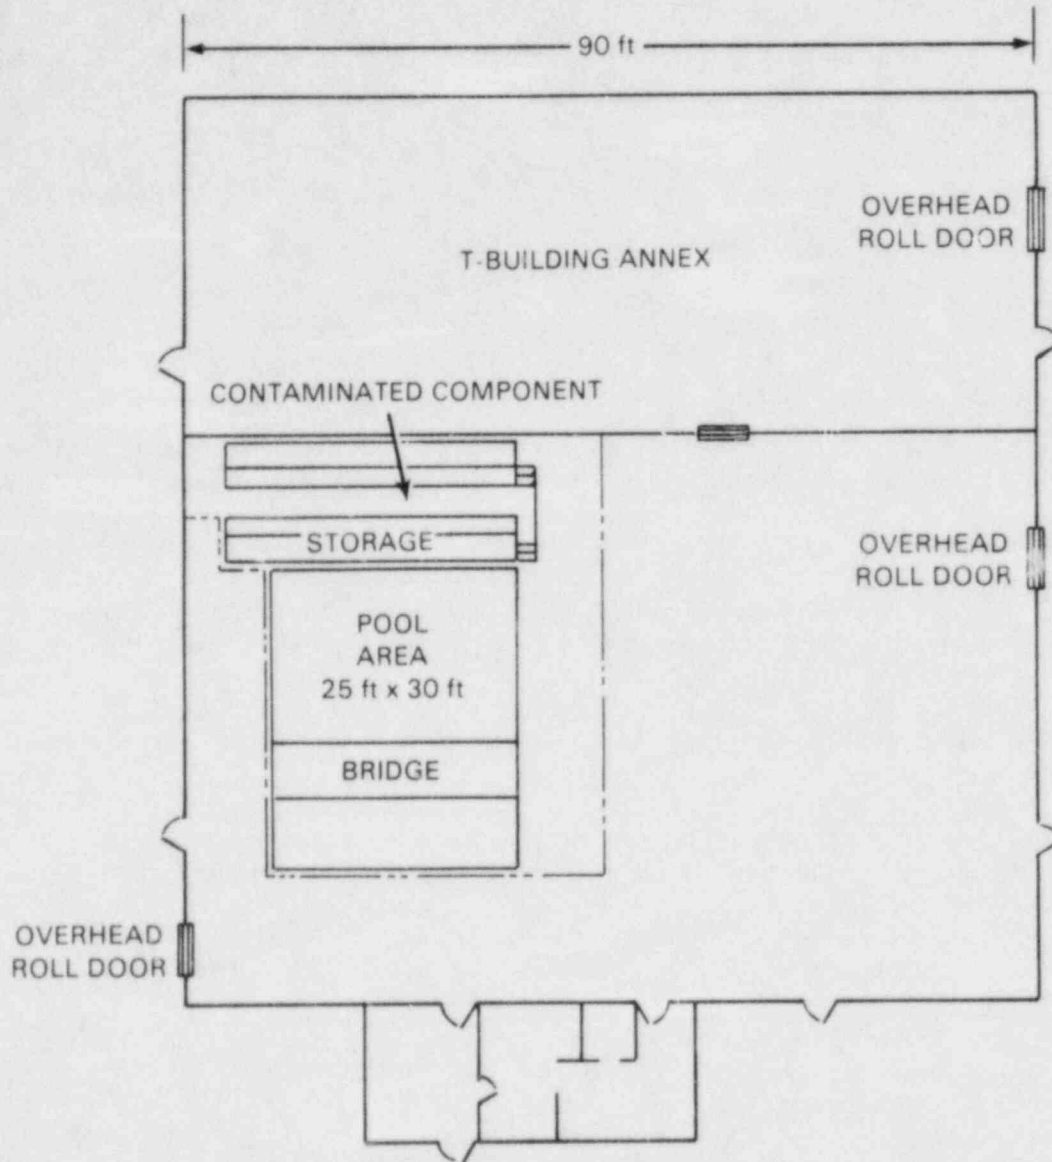 90 ft
OVERHEAD
ROLL DOOR
T-BUILDING ANNEX
CONTAMINATED COMPONENT
STORAGE
OVERHEAD
ROLL DOOR
POOL
AREA
25 ft x 30 ft
BRIDGE
OVERHEAD
ROLL DOOR